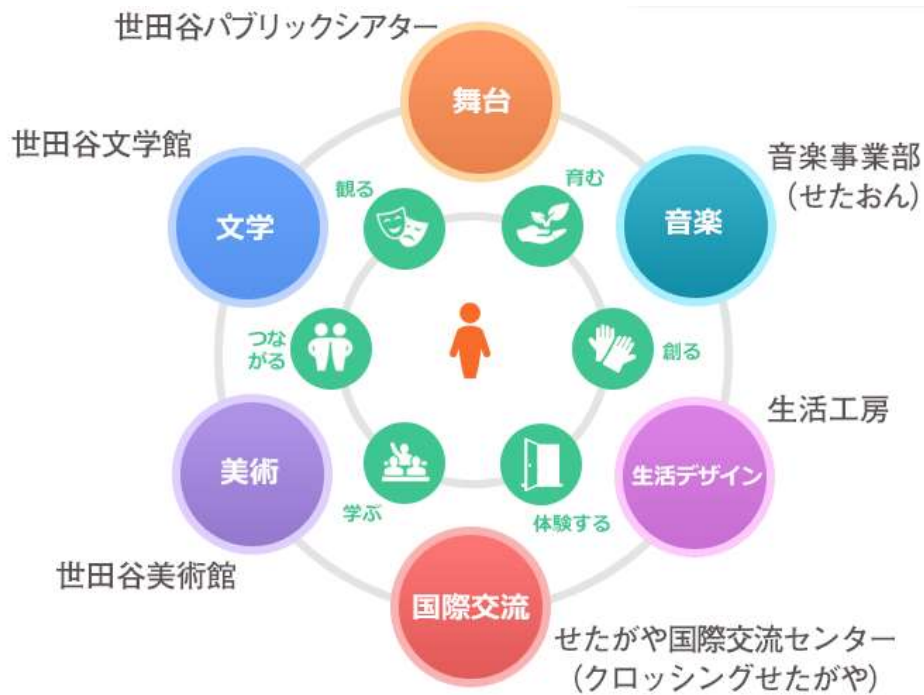 世田谷パブリックシアター
舞台
世田谷文学館
文学
音楽事業部
（せたおん）
音楽
観る
育む
つな
がる
創る
生活工房
生活デザイン
美術
世田谷美術館
学ぶ
体験する
国際交流
せたがや国際交流センター
(クロッシングせたがや)